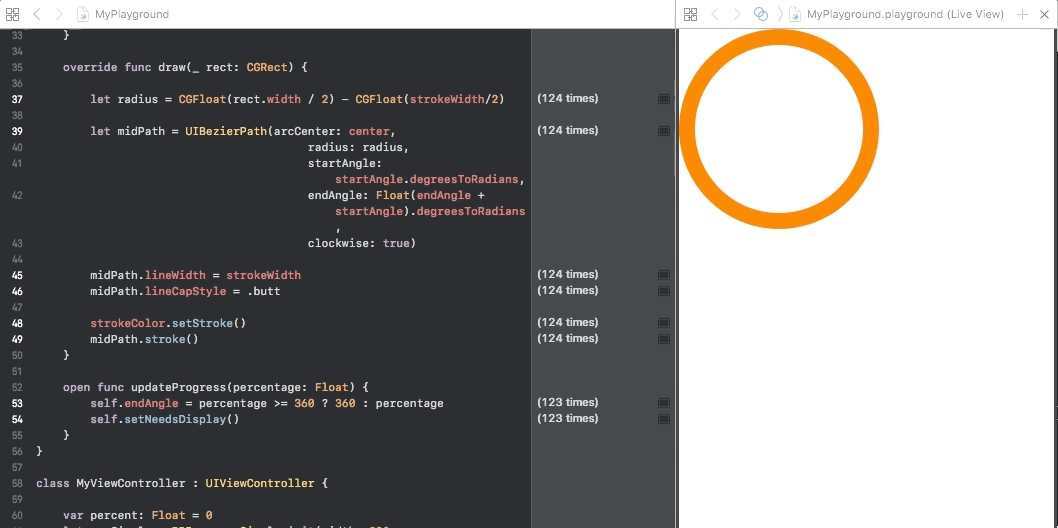 MyPlayground
MyPlayground.playground (Live View)
33 }
34
35 override func draw(_ rect: CGRect) {
36
37 let radius = CGFloat(rect.width / 2) - CGFloat(strokeWidth/2) (124 times)
38
39 let midPath = UIBezierPath(arcCenter: center, (124 times)
40 radius: radius,
41 startAngle:
startAngle.degreesToRadians,
42 endAngle: Float(endAngle +
startAngle).degreesToRadians
,
43 clockwise: true)
44
45 midPath.lineWidth = strokeWidth (124 times)
46 midPath.lineCapStyle = .butt (124 times)
47
48 strokeColor.setStroke() (124 times)
49 midPath.stroke() (124 times)
50 }
51
52 open func updateProgress(percentage: Float) {
53 self.endAngle = percentage >= 360 ? 360 : percentage (123 times)
54 self.setNeedsDisplay() (123 times)
55 }
56 }
57
58 class MyViewController : UIViewController {
59
60 var percent: Float = 0